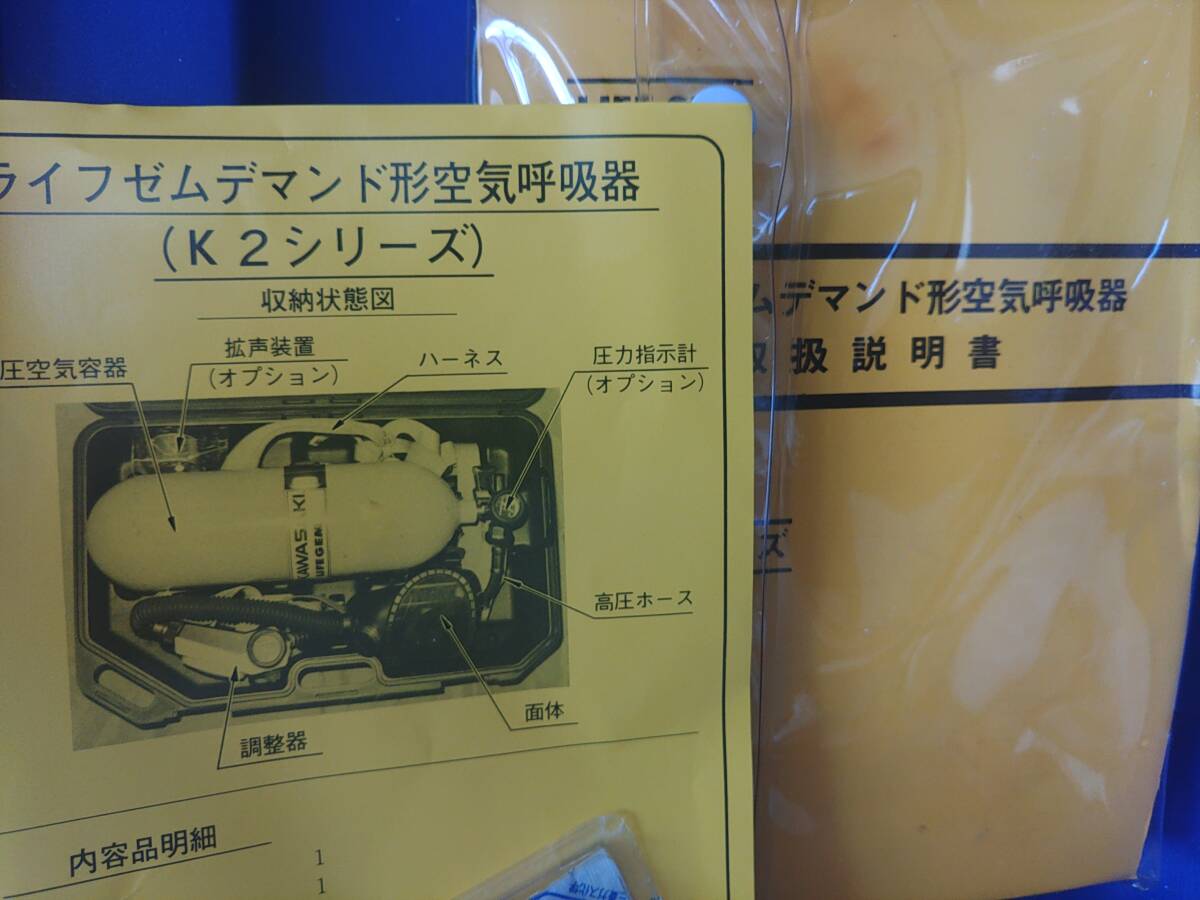 ライフゼムデマンド形空気呼吸器
(K2シリーズ)
収納状態図
圧空気容器
拡声装置
(オプション)
ハーネス
圧力指示計
(オプション)
KAWASAKI
LIFEGEM
高圧ホース
面体
調整器
内容品明細
1
1
ムデマンド形空気呼吸器
取扱説明書
ズ